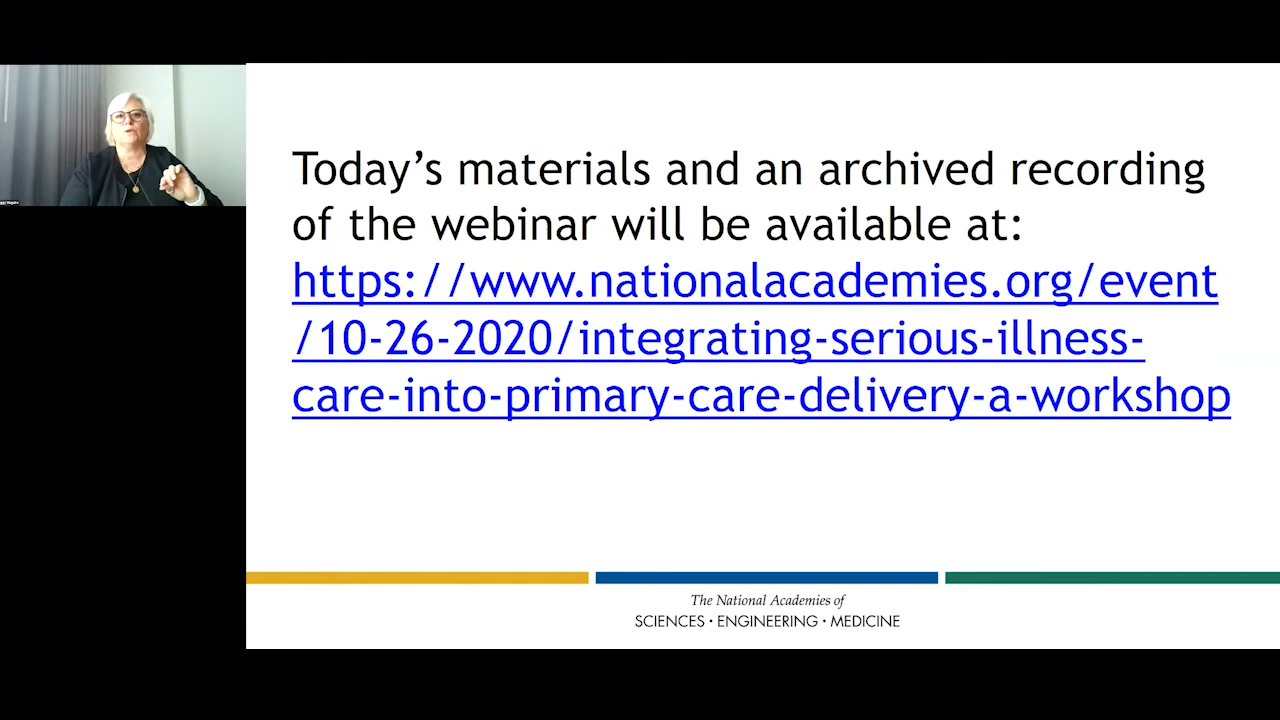 Today’s materials and an archived recording
of the webinar will be available at:
https://www.nationalacademies.org/event
/10-26-2020/integrating-serious-illness-
care-into-primary-care-delivery-a-workshop
The National Academies of
SCIENCES · ENGINEERING · MEDICINE